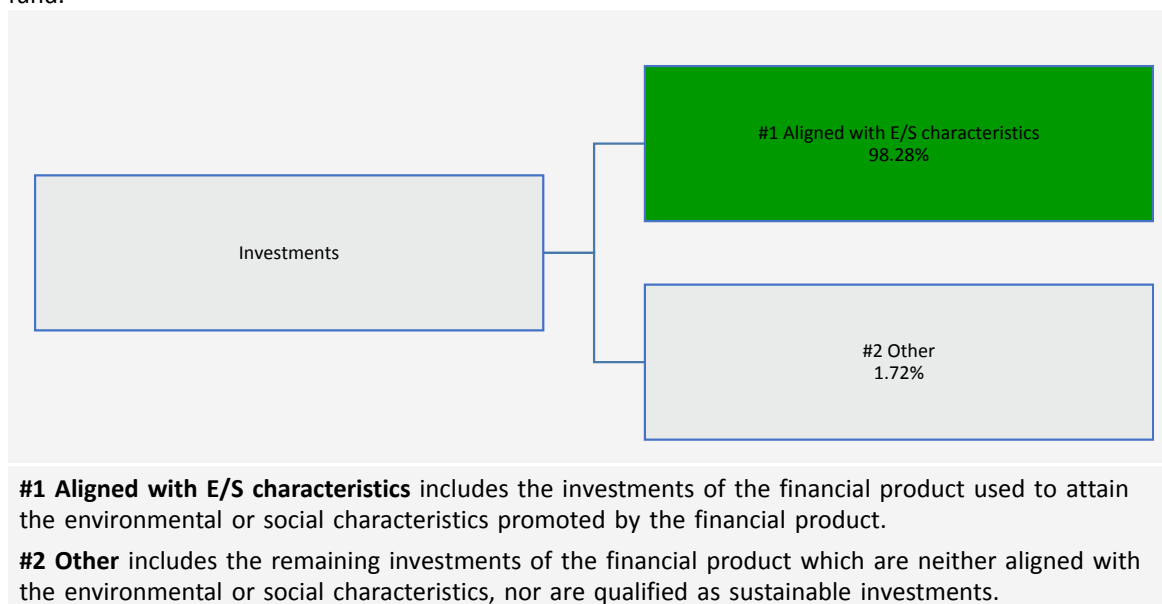 #1 Aligned with E/S characteristics
98.28%
Investments
#2 Other
1.72%
#1 Aligned with E/S characteristics includes the investments of the financial product used to attain
the environmental or social characteristics promoted by the financial product.
#2 Other includes the remaining investments of the financial product which are neither aligned with
the environmental or social characteristics, nor are qualified as sustainable investments.